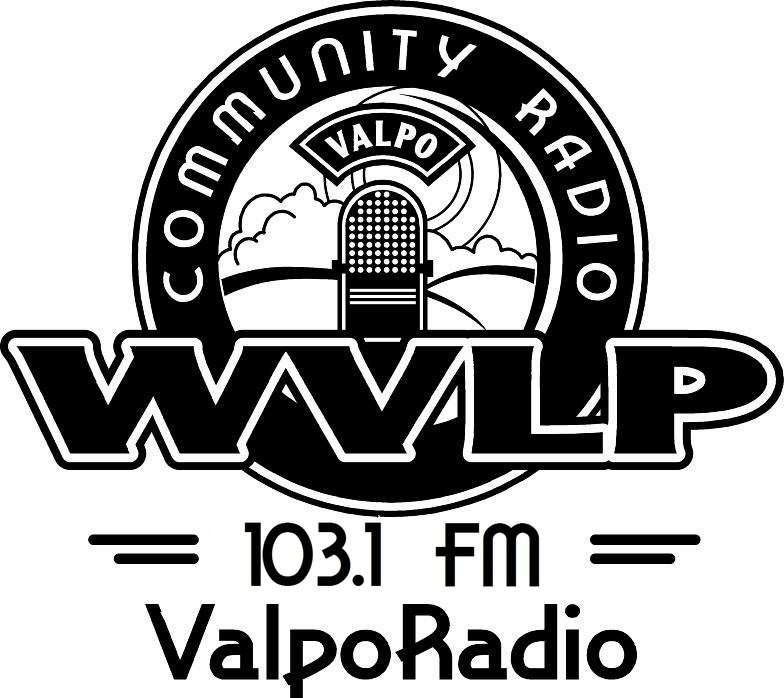 COMMUNITY RADIO
VALPO
WVLP
103.1 FM
ValpoRadio